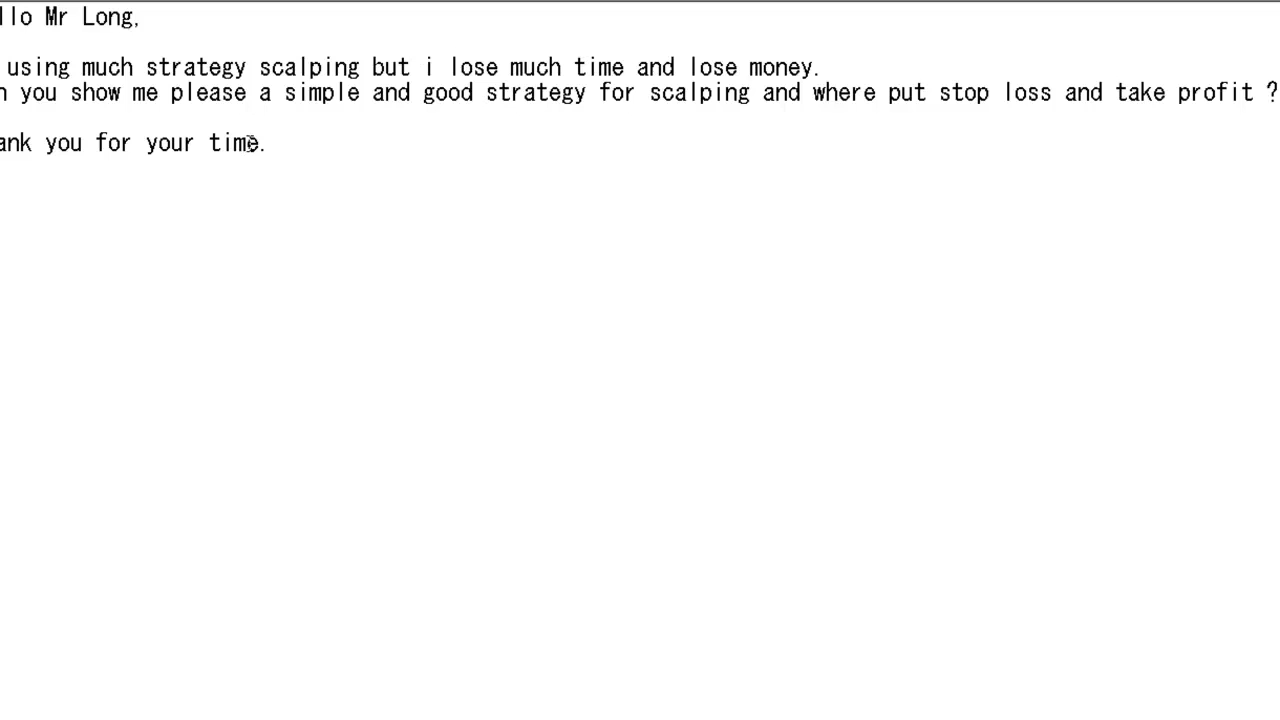 llo Mr Long,
using much strategy scalping but i lose much time and lose money.
n you show me please a simple and good strategy for scalping and where put stop loss and take profit ?
ank you for your time.